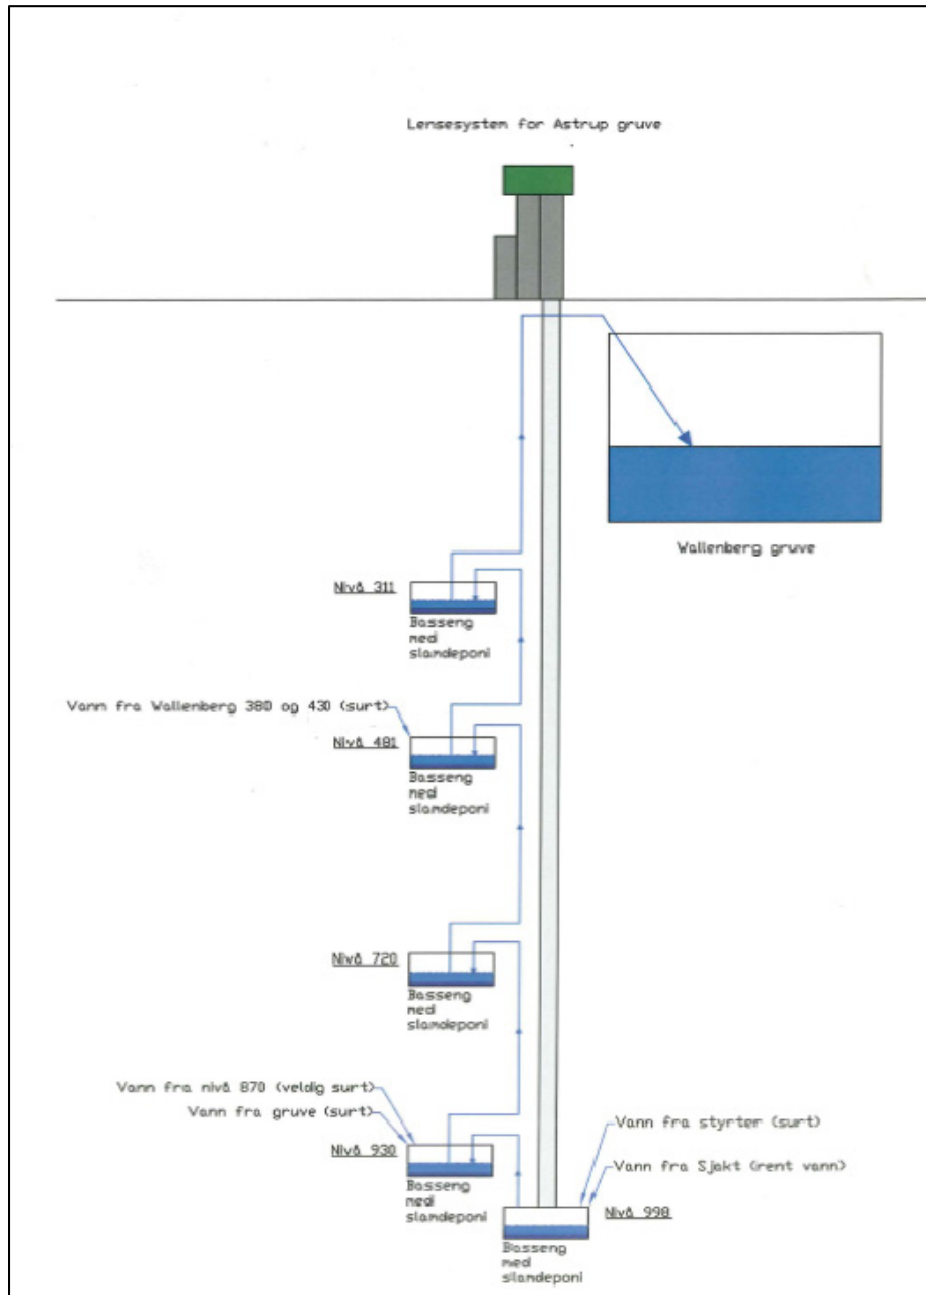 Lensesystem for Astrup gruve
Wallenberg gruve
Nivå 311
Basseng
med
slamdeponi
Vann fra Wallenberg 380 og 430 (surt)
Nivå 481
Basseng
med
slamdeponi
Nivå 720
Basseng
med
slamdeponi
Vann fra nivå 870 (veldig surt)
Vann fra gruve (surt)
Nivå 930
Basseng
med
slamdeponi
Vann fra styrter (surt)
Vann fra Sjakt (rent vann)
Nivå 998
Basseng
med
slamdeponi